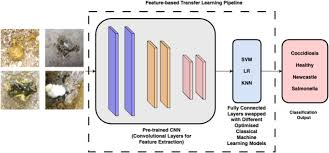 Feature-based Transfer Learning Pipeline
Pre-trained CNN
(Convolutional Layers for
Feature Extraction)
SVM
LR
KNN
Fully Connected
Layers swapped
with Different
Optimised
Classical
Machine
Learning Models
Coccidiosis
Healthy
Newcastle
Salmonella
Classification
Output